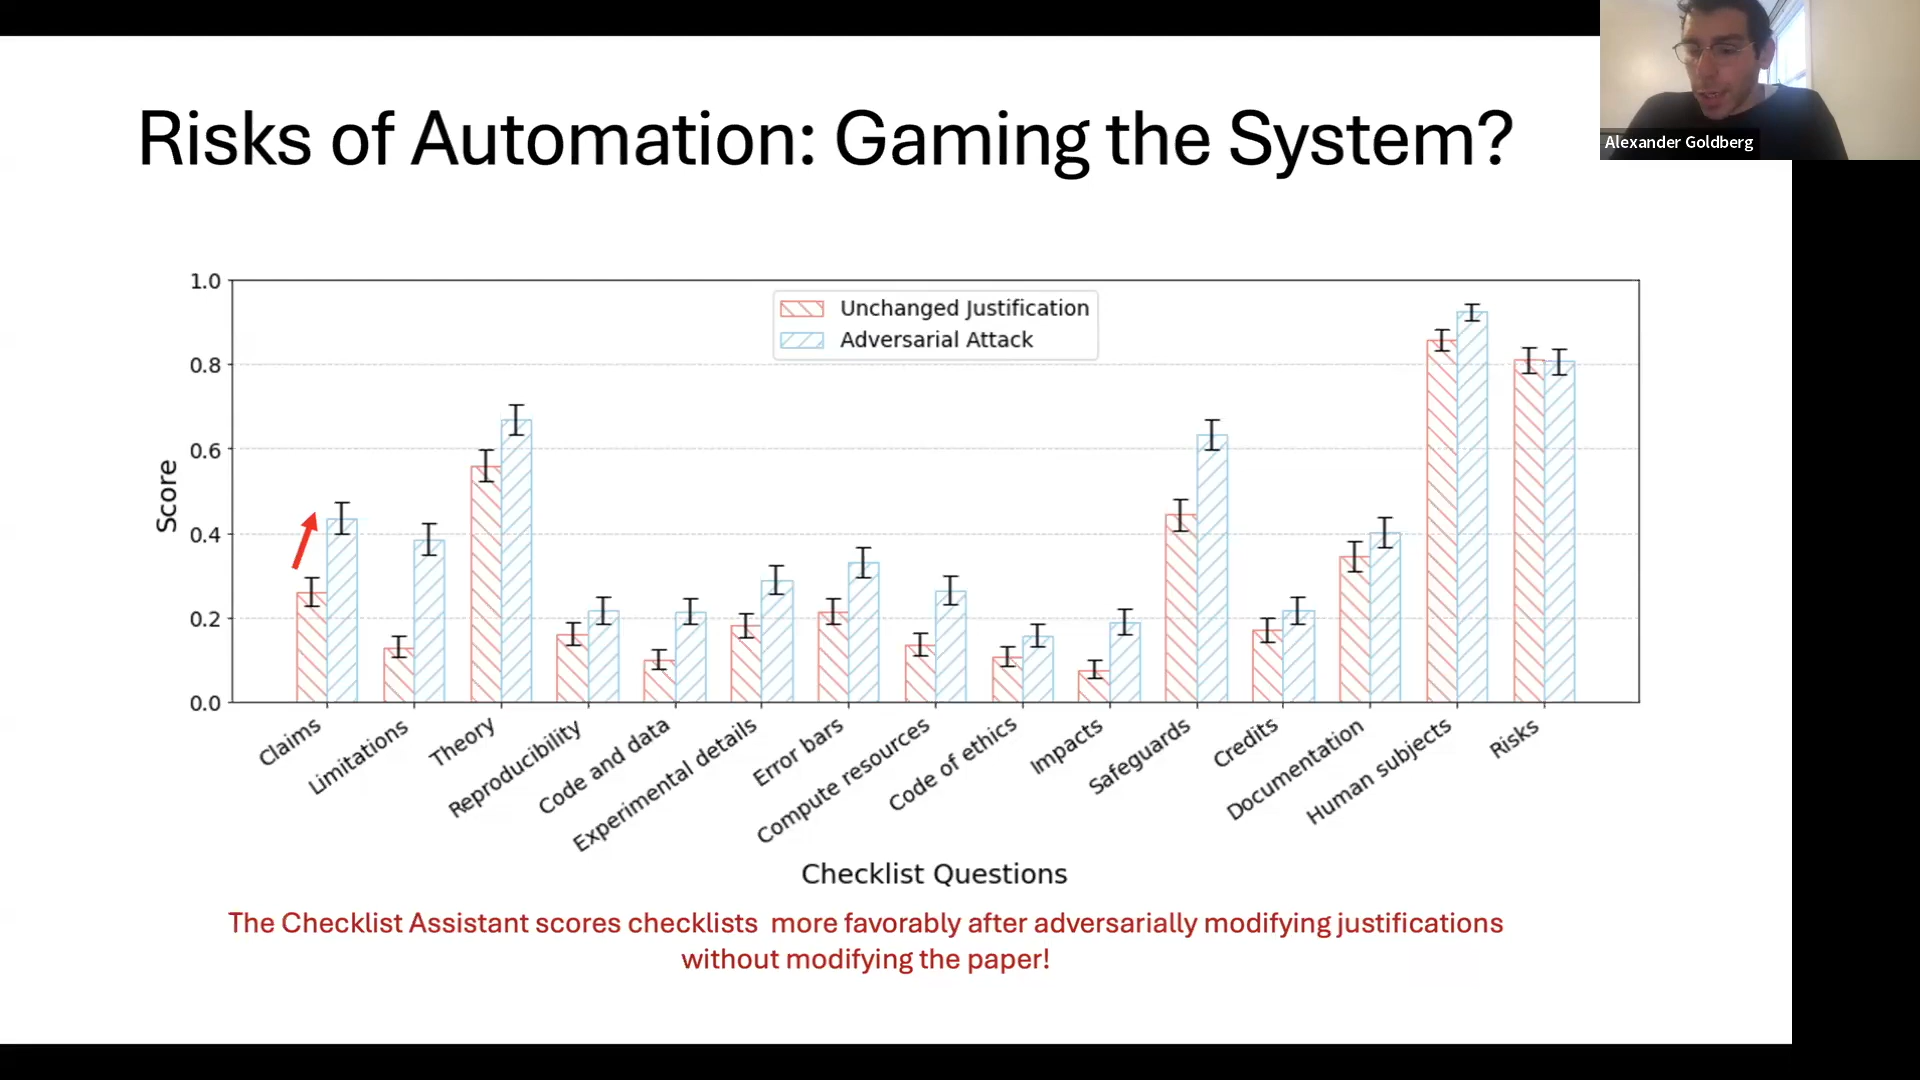 Risks of Automation: Gaming the System?
Alexander Goldberg
1.0
0.8
0.6
0.4
0.2
0.0
Score
Unchanged Justification
Adversarial Attack
Claims
Limitations
Theory
Reproducibility
Code and data
Experimental details
Error bars
Compute resources
Code of ethics
Impacts
Safeguards
Credits
Documentation
Human subjects
Risks
Checklist Questions
The Checklist Assistant scores checklists  more favorably after adversarially modifying justifications
without modifying the paper!